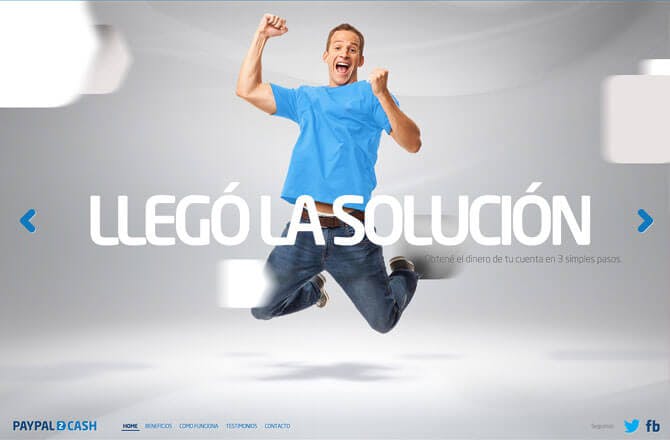 LLEGÓ LA SOLUCIÓN
Obtené el dinero de tu cuenta en 3 simples pasos.
PAYPAL 2 CASH
HOME BENEFICIOS COMO FUNCIONA TESTIMONIOS CONTACTO
Seguinos
fb